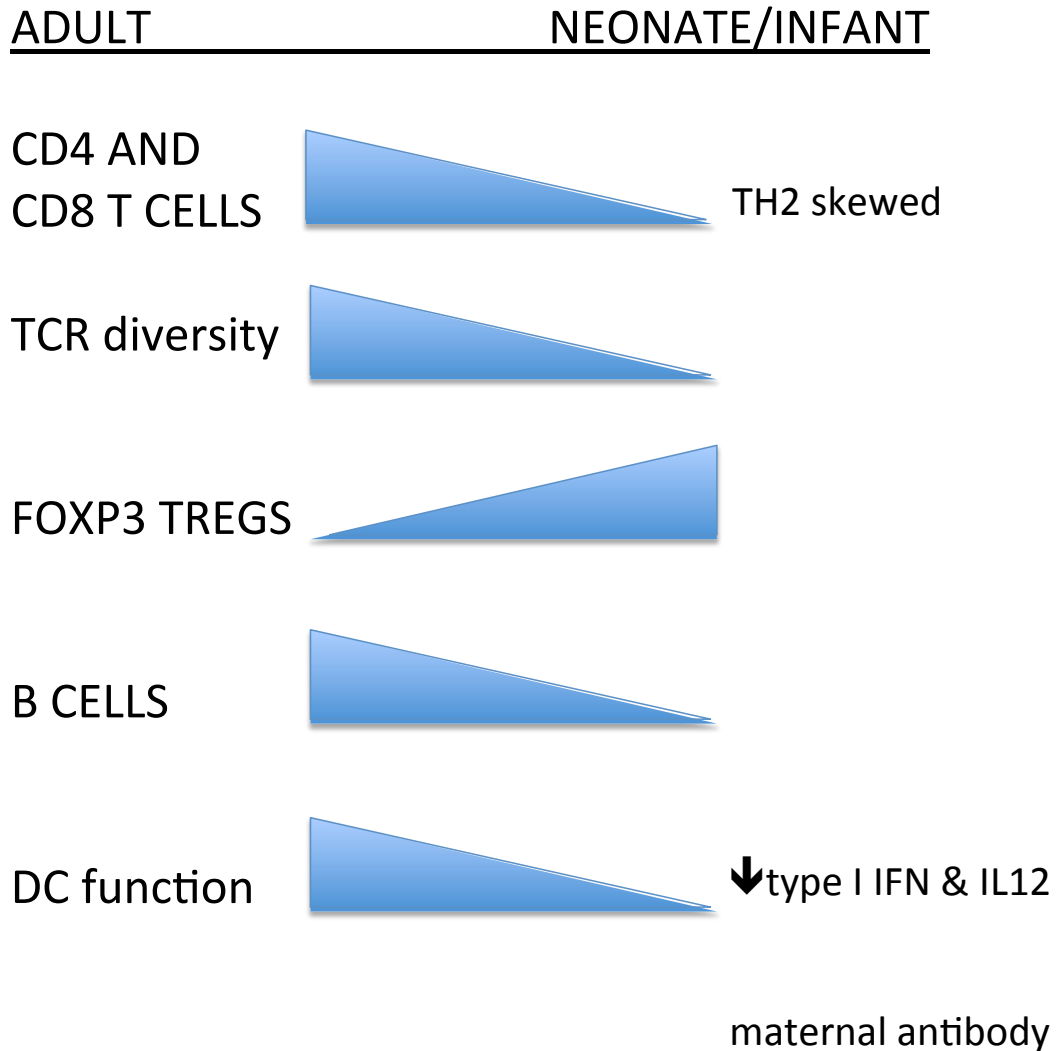 ADULT NEONATE/INFANT
CD4 AND
CD8 T CELLS
TH2 skewed
TCR diversity
FOXP3 TREGS
B CELLS
DC function
🡻type I IFN & IL12
maternal antibody